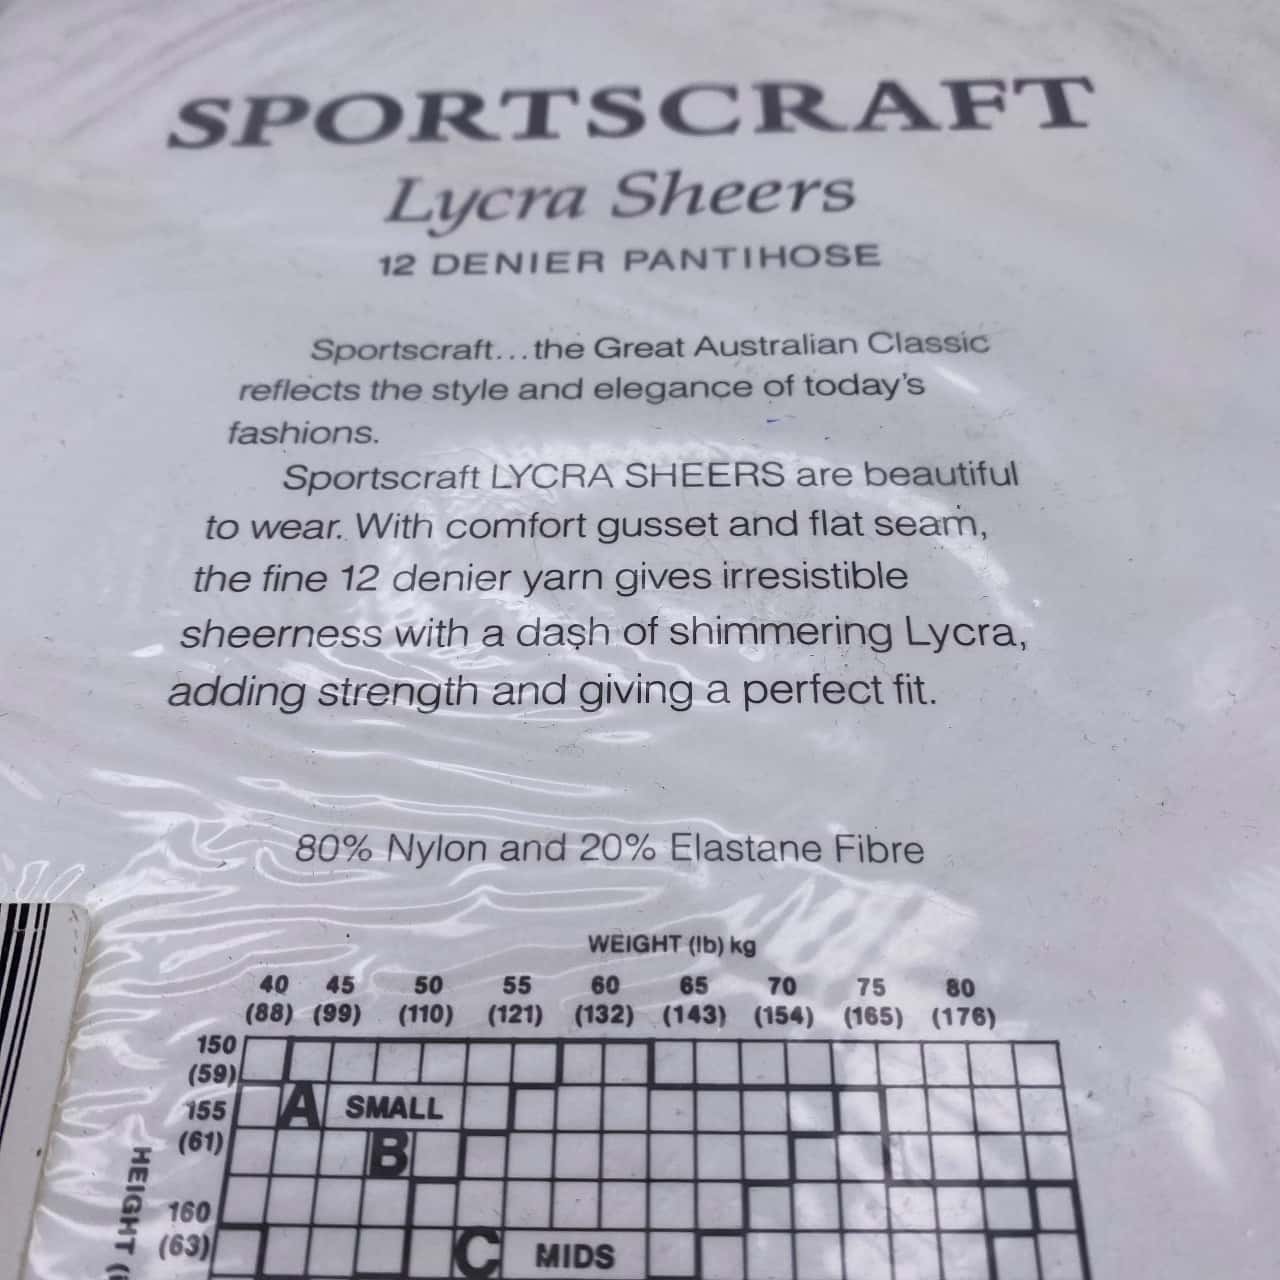 SPORTSCRAFT
Lycra Sheers
12 DENIER PANTIHOSE
Sportscraft...the Great Australian Classic
reflects the style and elegance of today's
fashions.
Sportscraft LYCRA SHEERS are beautiful
to wear. With comfort gusset and flat seam,
the fine 12 denier yarn gives irresistible
sheerness with a dash of shimmering Lycra,
adding strength and giving a perfect fit.
80% Nylon and 20% Elastane Fibre
WEIGHT (lb) kg
40 45 50 55 60 65 70 75 80
(88) (99) (110) (121) (132) (143) (154) (165) (176)
150
(59)
155
(61)
160
(63)
HEIGHT
A SMALL
B
C MIDS